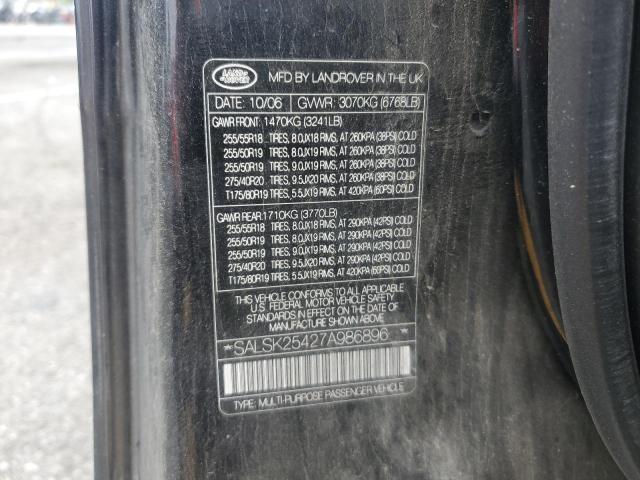 LAND ROVER
MFD BY LANDROVER IN THE UK
DATE: 10/06 GVWR: 3070KG (6768LB)
GAWR FRONT: 1470KG (3241LB)
255/55R18 TIRES, 8.0JX18 RIMS, AT 260KPA (38PSI) COLD
255/50R19 TIRES, 8.0JX19 RIMS, AT 260KPA (38PSI) COLD
255/50R19 TIRES, 9.0JX19 RIMS, AT 260KPA (38PSI) COLD
275/40R20 TIRES, 9.5JX20 RIMS, AT 260KPA (38PSI) COLD
T175/80R19 TIRES, 5.5JX19 RIMS, AT 420KPA (60PSI) COLD
GAWR REAR: 1710KG (3770LB)
255/55R18 TIRES, 8.0JX18 RIMS, AT 290KPA (42PSI) COLD
255/50R19 TIRES, 8.0JX19 RIMS, AT 290KPA (42PSI) COLD
255/50R19 TIRES, 9.0JX19 RIMS, AT 290KPA (42PSI) COLD
275/40R20 TIRES, 9.5JX20 RIMS, AT 290KPA (42PSI) COLD
T175/80R19 TIRES, 5.5JX19 RIMS, AT 420KPA (60PSI) COLD
THIS VEHICLE CONFORMS TO ALL APPLICABLE
U.S. FEDERAL MOTOR VEHICLE SAFETY
STANDARDS IN EFFECT ON THE DATE OF
MANUFACTURE SHOWN ABOVE
*SALSK25427A986896*
TYPE: MULTI-PURPOSE PASSENGER VEHICLE